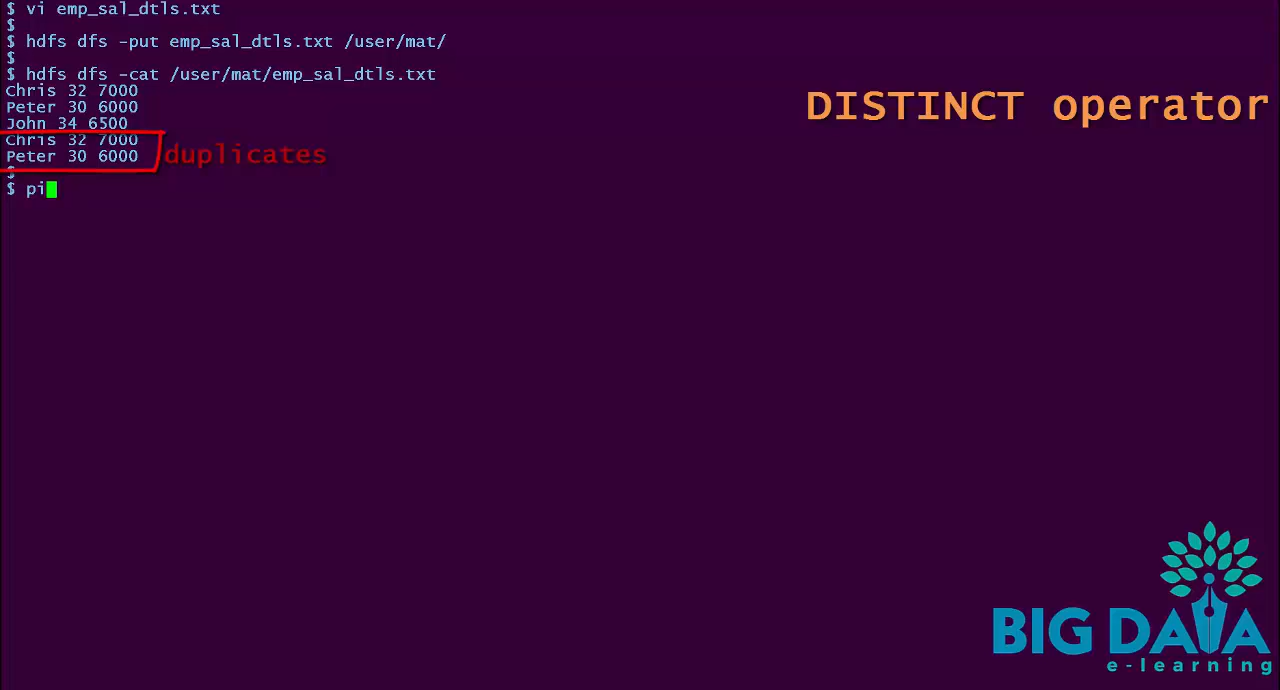 $ vi emp_sal_dtls.txt
$
$ hdfs dfs -put emp_sal_dtls.txt /user/mat/
$
$ hdfs dfs -cat /user/mat/emp_sal_dtls.txt
Chris 32 7000
Peter 30 6000
John 34 6500
Chris 32 7000
Peter 30 6000
duplicates
$
$ pi
DISTINCT operator
BIG DATA
e-learning